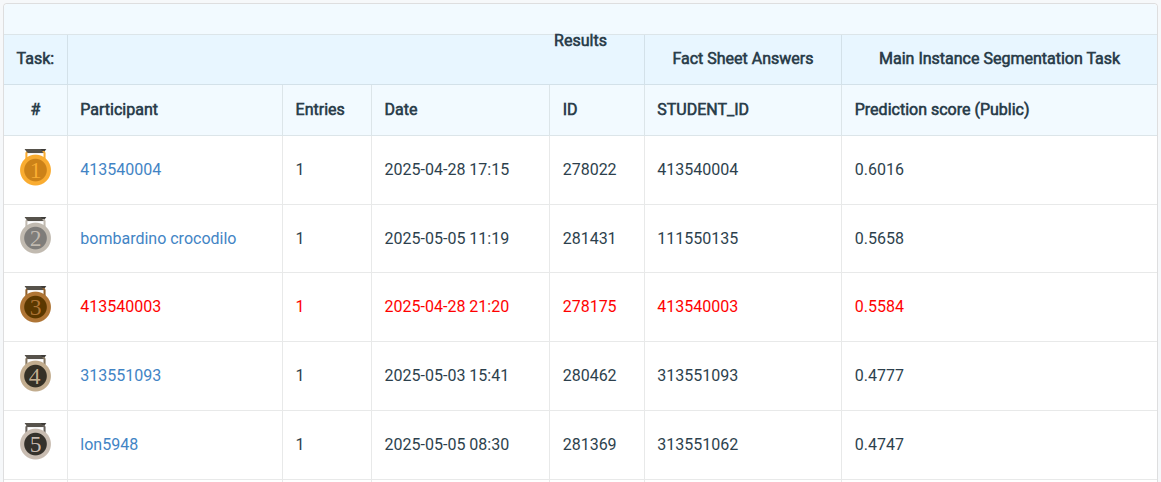 Results
Task: Fact Sheet Answers Main Instance Segmentation Task
# Participant Entries Date ID STUDENT_ID Prediction score (Public)
1 413540004 1 2025-04-28 17:15 278022 413540004 0.6016
2 bombardino crocodilo 1 2025-05-05 11:19 281431 111550135 0.5658
3 413540003 1 2025-04-28 21:20 278175 413540003 0.5584
4 313551093 1 2025-05-03 15:41 280462 313551093 0.4777
5 lon5948 1 2025-05-05 08:30 281369 313551062 0.4747